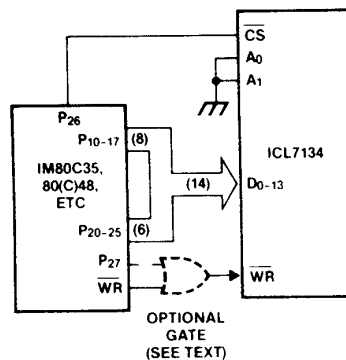 CS
A0
A1
P26
P10-17
(8)
ICL7134
IM80C35,
80(C)48,
ETC
(14)
D0-13
P20-25
(6)
P27
WR
WR
OPTIONAL
GATE
(SEE TEXT)